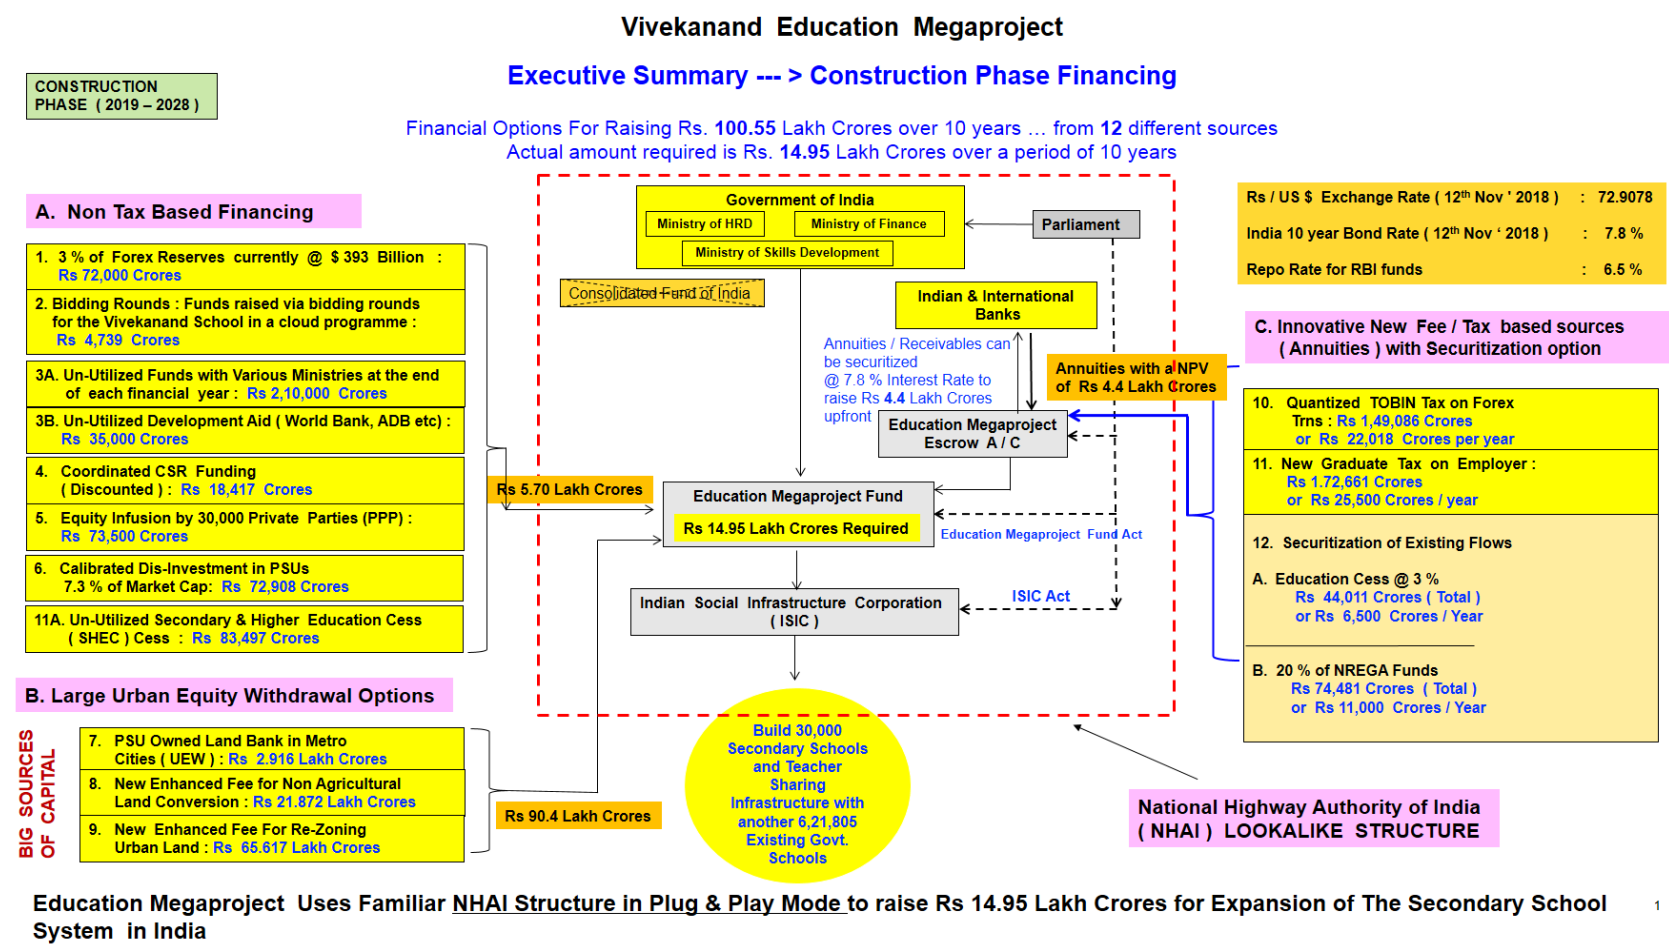 Vivekanand Education Megaproject
Executive Summary --- > Construction Phase Financing
CONSTRUCTION
PHASE ( 2019 – 2028 )
Financial Options For Raising Rs. 100.55 Lakh Crores over 10 years … from 12 different sources
Actual amount required is Rs. 14.95 Lakh Crores over a period of 10 years
A. Non Tax Based Financing
1. 3 % of Forex Reserves currently @ $ 393 Billion :
Rs 72,000 Crores
2. Bidding Rounds : Funds raised via bidding rounds
for the Vivekanand School in a cloud programme :
Rs 4,739 Crores
3A. Un-Utilized Funds with Various Ministries at the end
of each financial year : Rs 2,10,000 Crores
3B. Un-Utilized Development Aid ( World Bank, ADB etc) :
Rs 35,000 Crores
4. Coordinated CSR Funding
( Discounted ) : Rs 18,417 Crores
5. Equity Infusion by 30,000 Private Parties (PPP) :
Rs 73,500 Crores
6. Calibrated Dis-Investment in PSUs
7.3 % of Market Cap: Rs 72,908 Crores
11A. Un-Utilized Secondary & Higher Education Cess
( SHEC ) Cess : Rs 83,497 Crores
B. Large Urban Equity Withdrawal Options
BIG SOURCES
OF CAPITAL
7. PSU Owned Land Bank in Metro
Cities ( UEW ) : Rs 2.916 Lakh Crores
8. New Enhanced Fee for Non Agricultural
Land Conversion : Rs 21.872 Lakh Crores
9. New Enhanced Fee For Re-Zoning
Urban Land : Rs 65.617 Lakh Crores
Rs 5.70 Lakh Crores
Rs 90.4 Lakh Crores
Government of India
Ministry of HRD
Ministry of Finance
Ministry of Skills Development
Parliament
Consolidated Fund of India
Indian & International
Banks
Annuities / Receivables can
be securitized
@ 7.8 % Interest Rate to
raise Rs 4.4 Lakh Crores
upfront
Annuities with a NPV
of Rs 4.4 Lakh Crores
Education Megaproject
Escrow A / C
Education Megaproject Fund
Rs 14.95 Lakh Crores Required
Education Megaproject Fund Act
Indian Social Infrastructure Corporation
( ISIC )
ISIC Act
Build 30,000
Secondary Schools
and Teacher
Sharing
Infrastructure with
another 6,21,805
Existing Govt.
Schools
Rs / US $ Exchange Rate ( 12th Nov ' 2018 ) : 72.9078
India 10 year Bond Rate ( 12th Nov ‘ 2018 ) : 7.8 %
Repo Rate for RBI funds : 6.5 %
C. Innovative New Fee / Tax based sources
( Annuities ) with Securitization option
10. Quantized TOBIN Tax on Forex
Trns : Rs 1,49,086 Crores
or Rs 22,018 Crores per year
11. New Graduate Tax on Employer :
Rs 1.72,661 Crores
or Rs 25,500 Crores / year
12. Securitization of Existing Flows
A. Education Cess @ 3 %
Rs 44,011 Crores ( Total )
or Rs 6,500 Crores / Year
B. 20 % of NREGA Funds
Rs 74,481 Crores ( Total )
or Rs 11,000 Crores / Year
National Highway Authority of India
( NHAI ) LOOKALIKE STRUCTURE
Education Megaproject Uses Familiar NHAI Structure in Plug & Play Mode to raise Rs 14.95 Lakh Crores for Expansion of The Secondary School
System in India
1